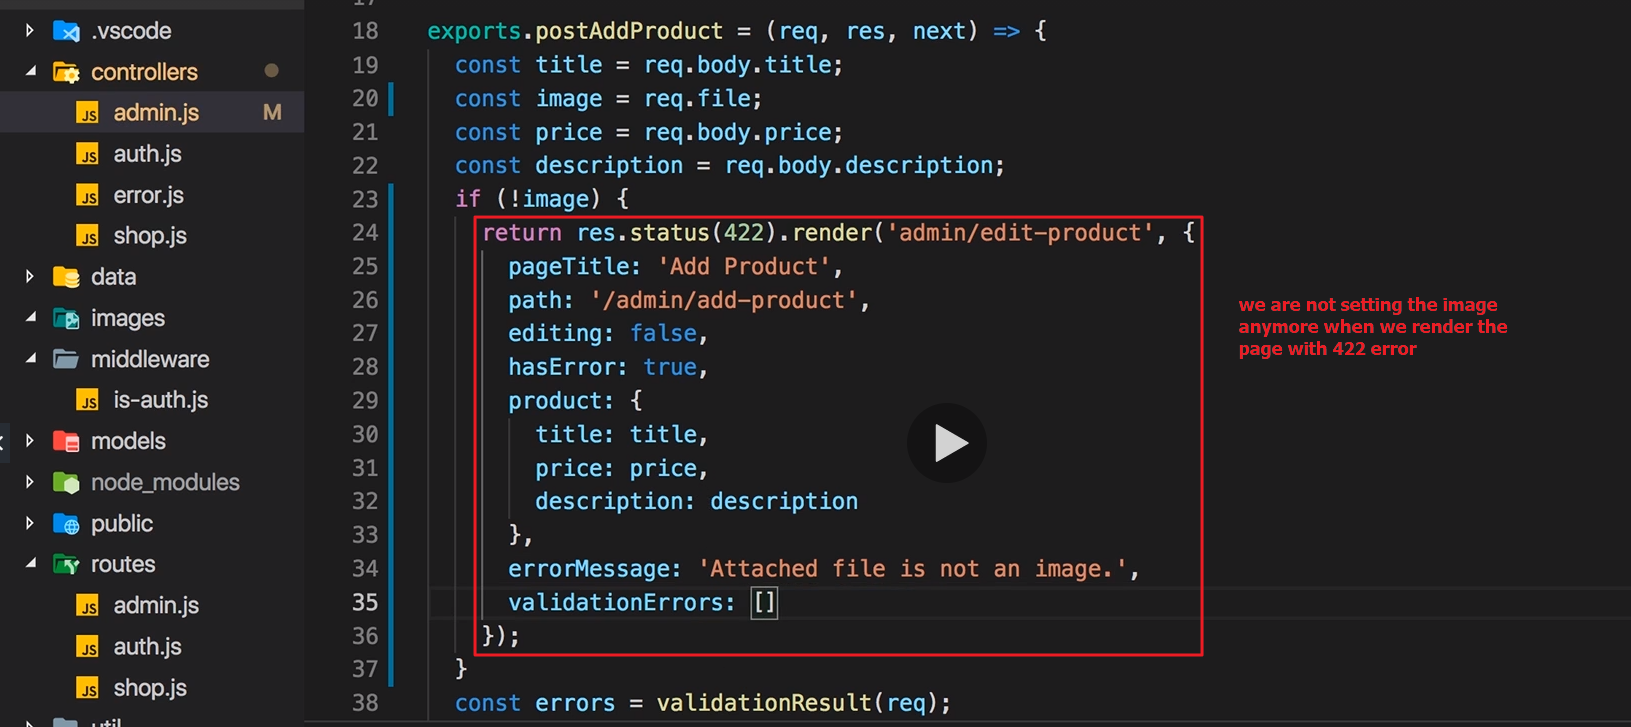 .vscode
controllers
admin.js M
auth.js
error.js
shop.js
data
images
middleware
is-auth.js
models
node_modules
public
routes
admin.js
auth.js
shop.js
util
17
18 exports.postAddProduct = (req, res, next) => {
19 const title = req.body.title;
20 const image = req.file;
21 const price = req.body.price;
22 const description = req.body.description;
23 if (!image) {
24 return res.status(422).render('admin/edit-product', {
25 pageTitle: 'Add Product',
26 path: '/admin/add-product',
27 editing: false,
28 hasError: true,
29 product: {
30 title: title,
31 price: price,
32 description: description
33 },
34 errorMessage: 'Attached file is not an image.',
35 validationErrors: []
36 });
37 }
38 const errors = validationResult(req);
we are not setting the image
anymore when we render the
page with 422 error